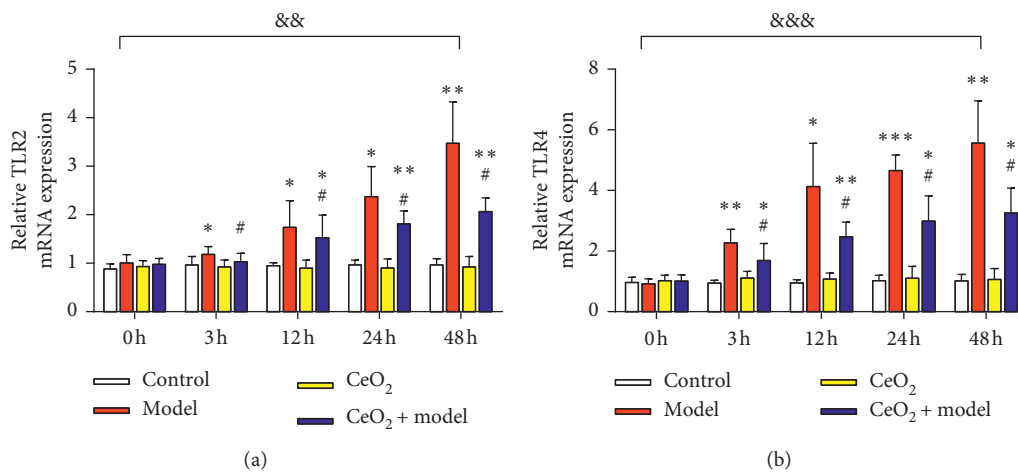 &&
Relative TLR2
mRNA expression
5
4
3
2
1
0
*
#
*
*
#
*
**
#
**
**
#
0 h
3 h
12 h
24 h
48 h
Control
Model
CeO₂
CeO₂ + model
(a)
&&&
Relative TLR4
mRNA expression
8
6
4
2
0
**
*
#
*
**
#
***
*
#
**
*
#
0 h
3 h
12 h
24 h
48 h
Control
Model
CeO₂
CeO₂ + model
(b)